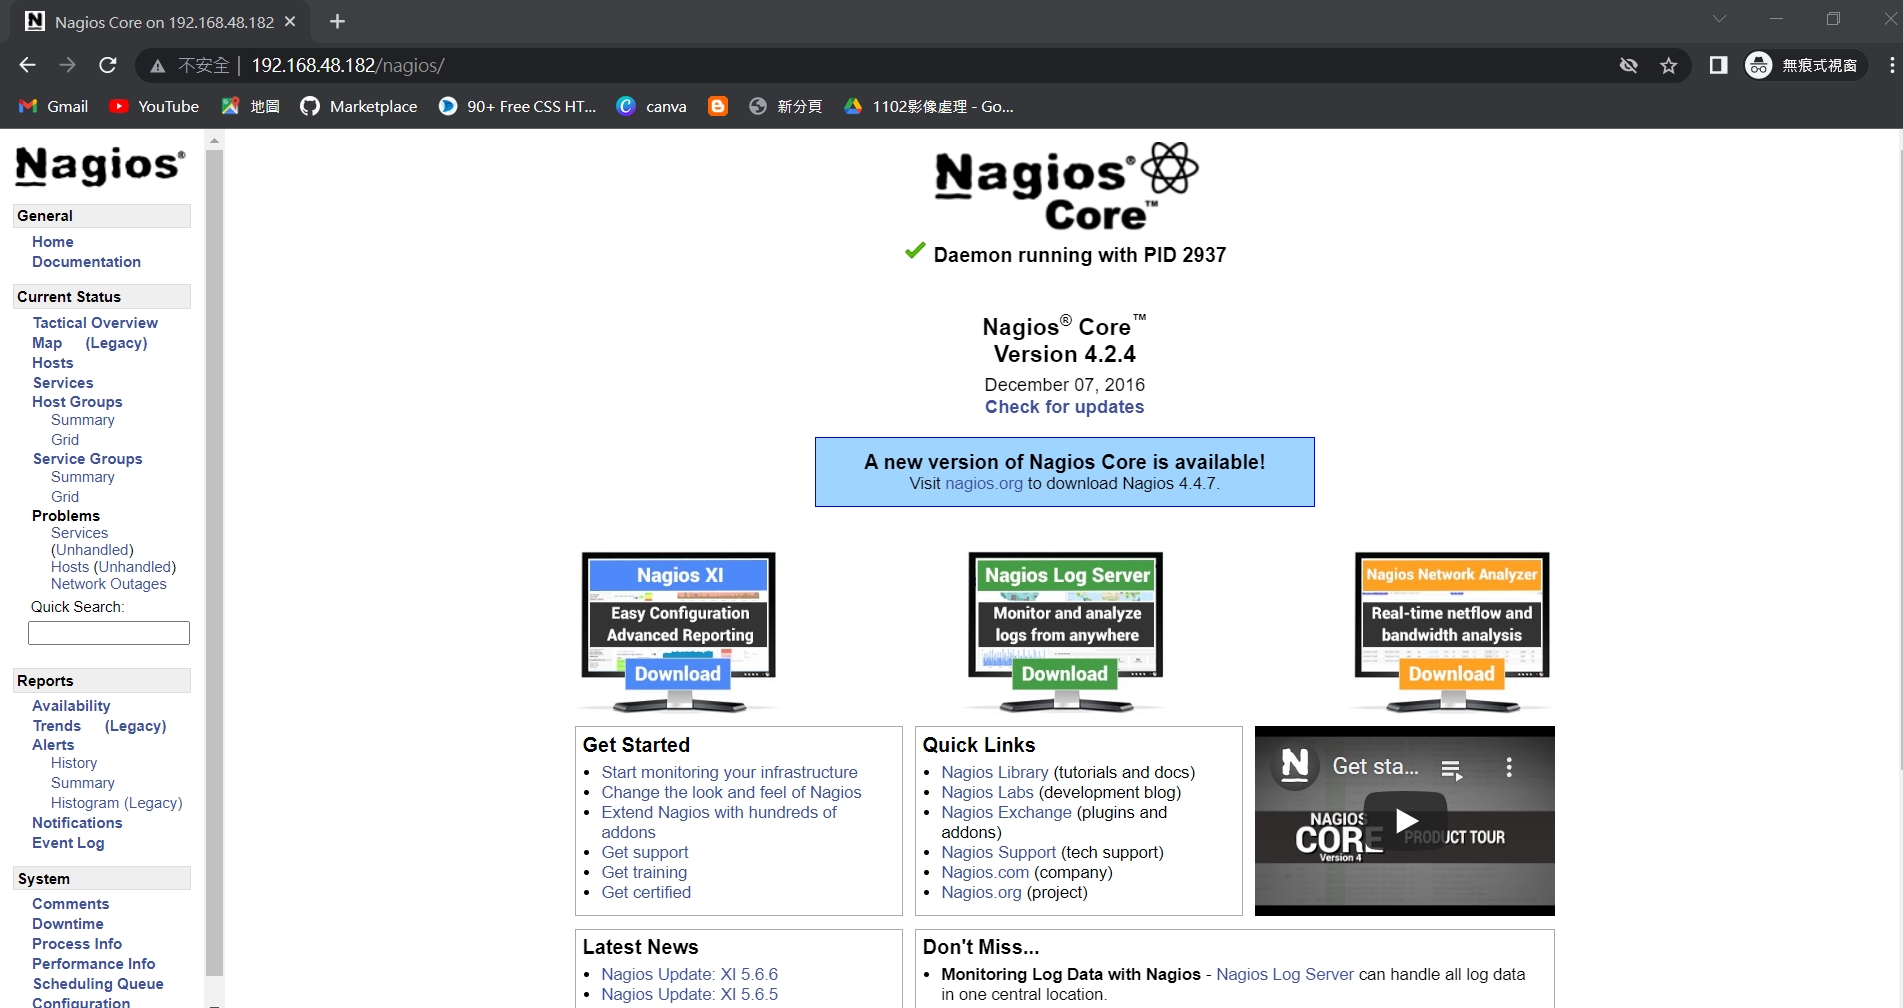 Nagios Core on 192.168.48.182
不安全 | 192.168.48.182/nagios/
無痕式視窗
Gmail YouTube 地圖 Marketplace 90+ Free CSS HT... canva 新分頁 1102影像處理 - Go...
Nagios®
General
Home
Documentation
Current Status
Tactical Overview
Map (Legacy)
Hosts
Services
Host Groups
Summary
Grid
Service Groups
Summary
Grid
Problems
Services
(Unhandled)
Hosts (Unhandled)
Network Outages
Quick Search:
Reports
Availability
Trends (Legacy)
Alerts
History
Summary
Histogram (Legacy)
Notifications
Event Log
System
Comments
Downtime
Process Info
Performance Info
Scheduling Queue
Configuration
Nagios®
Core™
Daemon running with PID 2937
Nagios® Core™
Version 4.2.4
December 07, 2016
Check for updates
A new version of Nagios Core is available!
Visit nagios.org to download Nagios 4.4.7.
Nagios XI
Easy Configuration
Advanced Reporting
Download
Nagios Log Server
Monitor and analyze
logs from anywhere
Download
Nagios Network Analyzer
Real-time netflow and
bandwidth analysis
Download
Get Started
Start monitoring your infrastructure
Change the look and feel of Nagios
Extend Nagios with hundreds of
addons
Get support
Get training
Get certified
Quick Links
Nagios Library (tutorials and docs)
Nagios Labs (development blog)
Nagios Exchange (plugins and
addons)
Nagios Support (tech support)
Nagios.com (company)
Nagios.org (project)
N Get sta...
NAGIOS
CORE PRODUCT TOUR
Version 4
Latest News
Nagios Update: XI 5.6.6
Nagios Update: XI 5.6.5
Don't Miss...
Monitoring Log Data with Nagios - Nagios Log Server can handle all log data
in one central location.